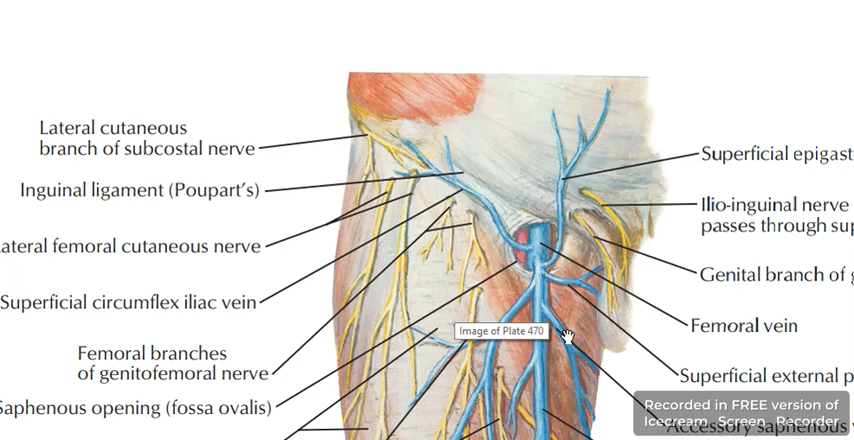 Lateral cutaneous
branch of subcostal nerve
Inguinal ligament (Poupart's)
ateral femoral cutaneous nerve
Superficial circumflex iliac vein
Femoral branches
of genitofemoral nerve
Saphenous opening (fossa ovalis)
Superficial epigast
Ilio-inguinal nerve
passes through sup
Genital branch of g
Femoral vein
Superficial external p
Accessory saphenous v
Image of Plate 470
Recorded in FREE version of
Icecream Screen Recorder